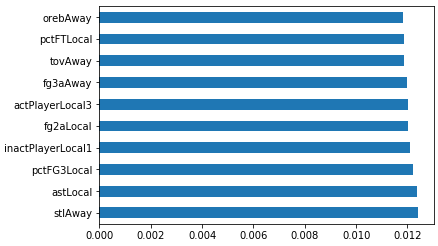 orebAway
pctFTLocal
tovAway
fg3aAway
actPlayerLocal3
fg2aLocal
inactPlayerLocal1
pctFG3Local
astLocal
stlAway
0.000 0.002 0.004 0.006 0.008 0.010 0.012